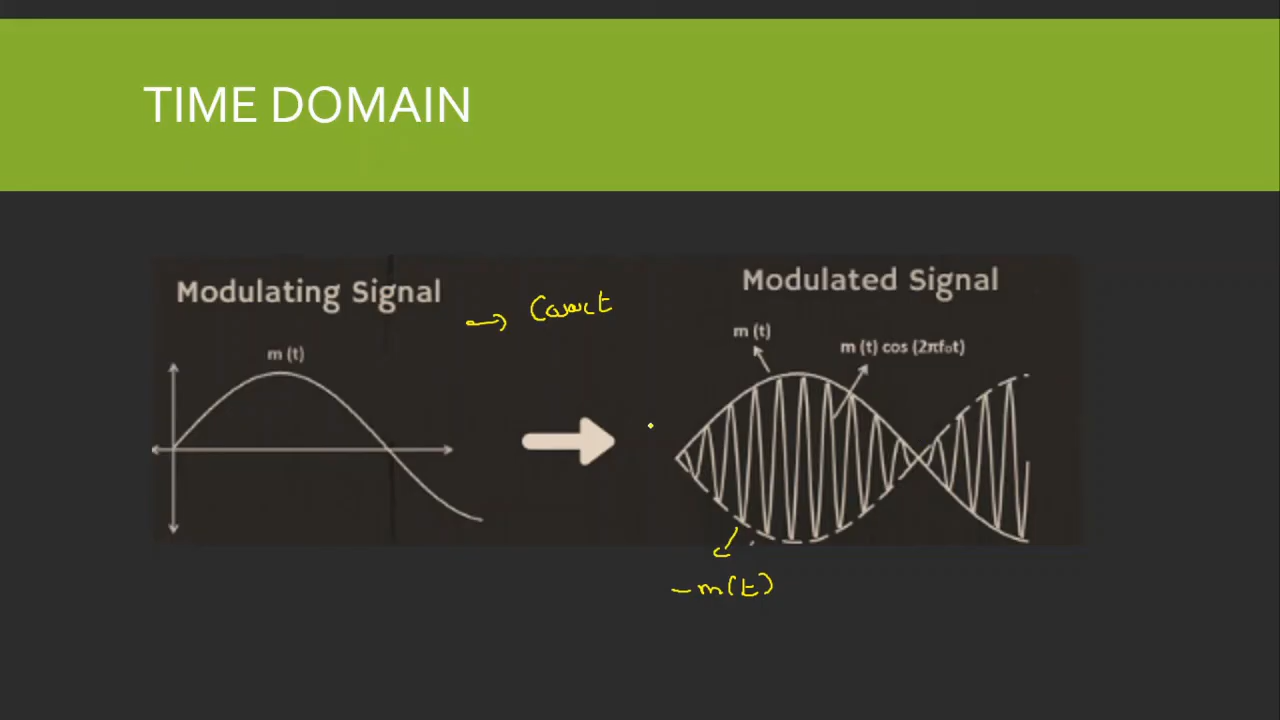 TIME DOMAIN
Modulating Signal
Modulated Signal
m (t)
m (t)
m (t) cos (2πf₀t)
-m(t)